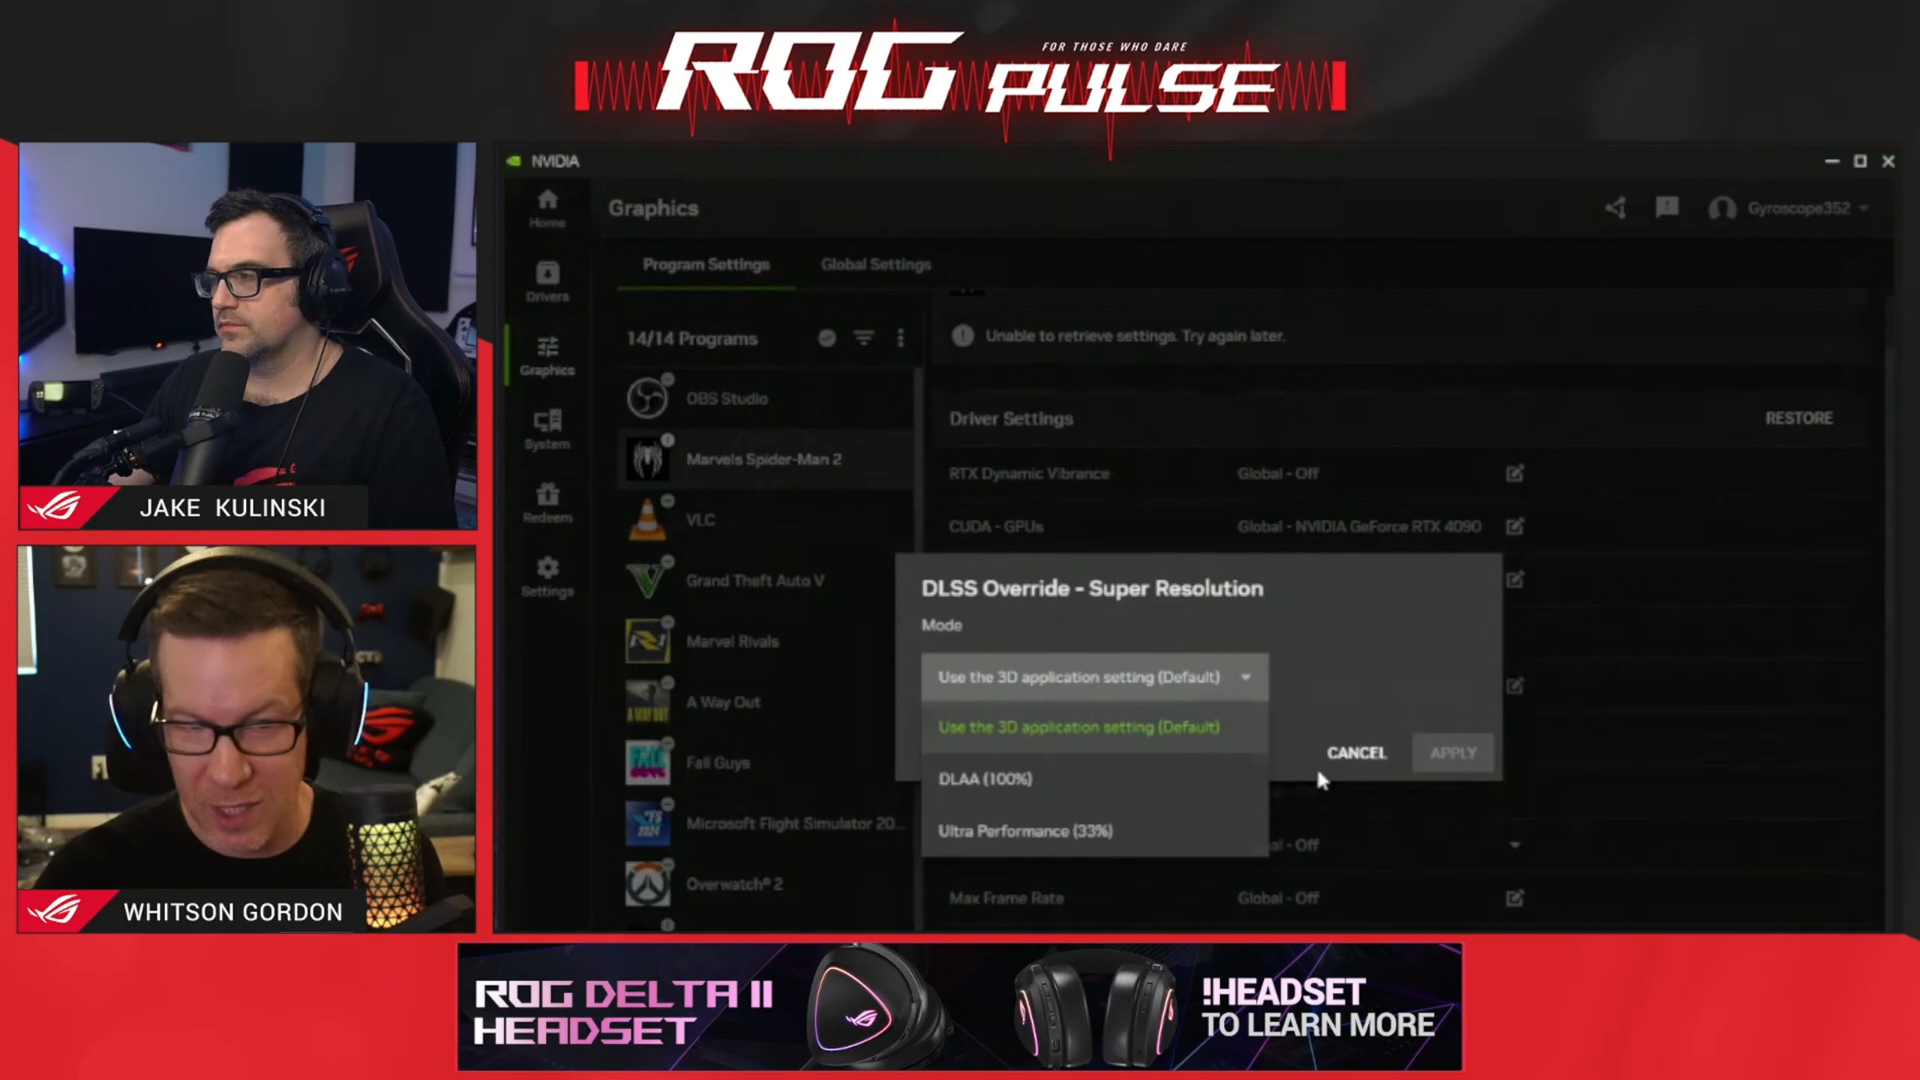 ROG PULSE
FOR THOSE WHO DARE
NVIDIA
Home
Graphics
Gyroscope352
Drivers
Program Settings
Global Settings
14/14 Programs
Unable to retrieve settings. Try again later.
Graphics
OBS Studio
Driver Settings
RESTORE
System
Marvels Spider-Man 2
RTX Dynamic Vibrance
Global - Off
Redeem
VLC
CUDA - GPUs
Global - NVIDIA GeForce RTX 4090
Settings
Grand Theft Auto V
DLSS Override - Super Resolution
Mode
Marvel Rivals
Use the 3D application setting (Default)
A Way Out
Use the 3D application setting (Default)
CANCEL
APPLY
Fall Guys
DLAA (100%)
Microsoft Flight Simulator 20...
Ultra Performance (33%)
al - Off
Overwatch® 2
Max Frame Rate
Global - Off
JAKE KULINSKI
WHITSON GORDON
ROG DELTA II
HEADSET
!HEADSET
TO LEARN MORE